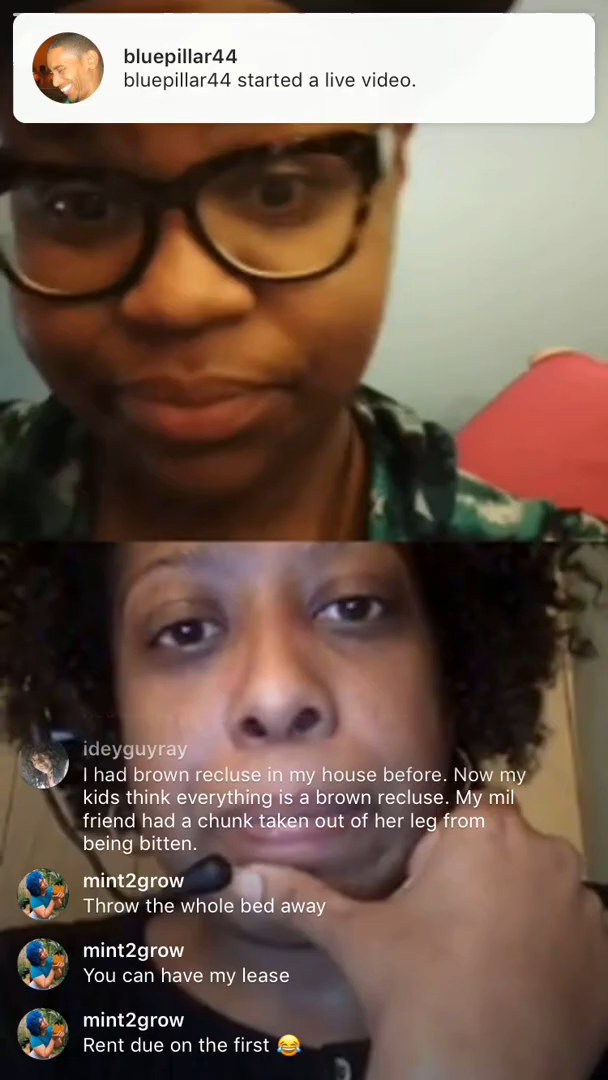 bluepillar44
bluepillar44 started a live video.
ideyguyray
I had brown recluse in my house before. Now my
kids think everything is a brown recluse. My mil
friend had a chunk taken out of her leg from
being bitten.
mint2grow
Throw the whole bed away
mint2grow
You can have my lease
mint2grow
Rent due on the first 😂